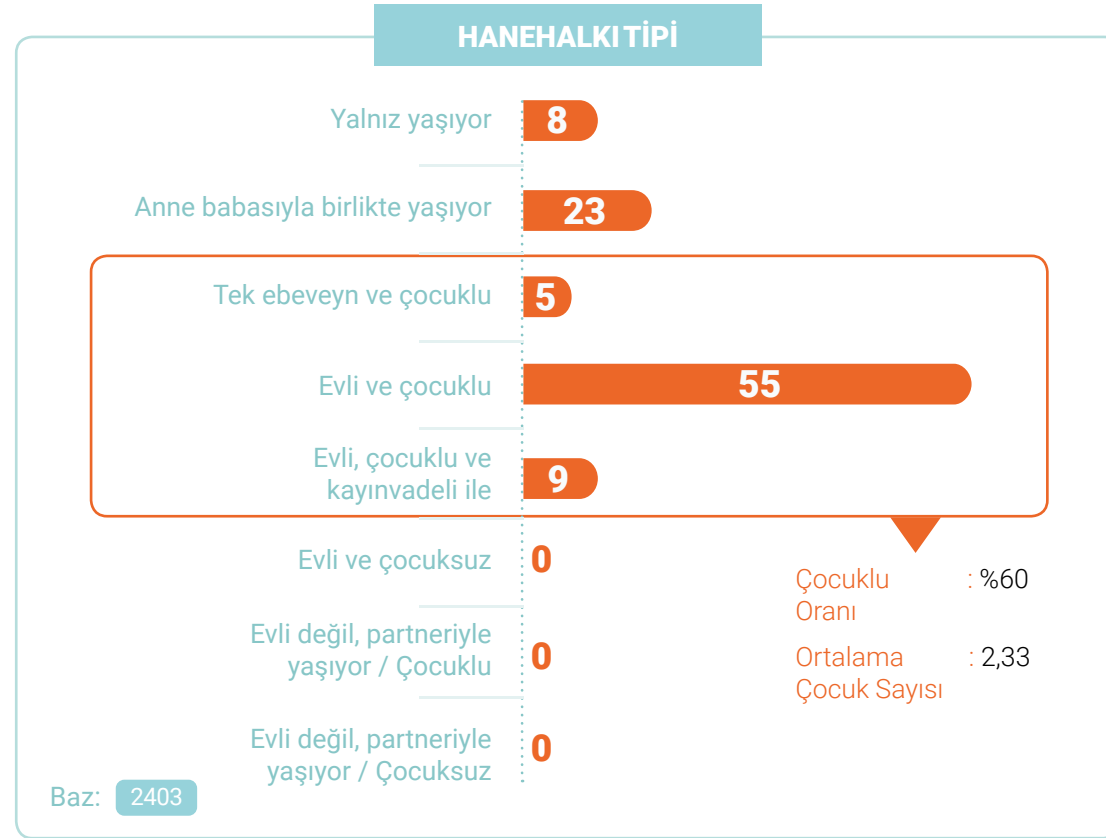 HANEHALKI TİPİ
Yalnız yaşıyor
8
Anne babasıyla birlikte yaşıyor
23
Tek ebeveyn ve çocuklu
5
Evli ve çocuklu
55
Evli, çocuklu ve
kayınvadeli ile
9
Evli ve çocuksuz
0
Evli değil, partneriyle
yaşıyor / Çocuklu
0
Evli değil, partneriyle
yaşıyor / Çocuksuz
0
Çocuklu : %60
Oranı
Ortalama : 2,33
Çocuk Sayısı
Baz: 2403